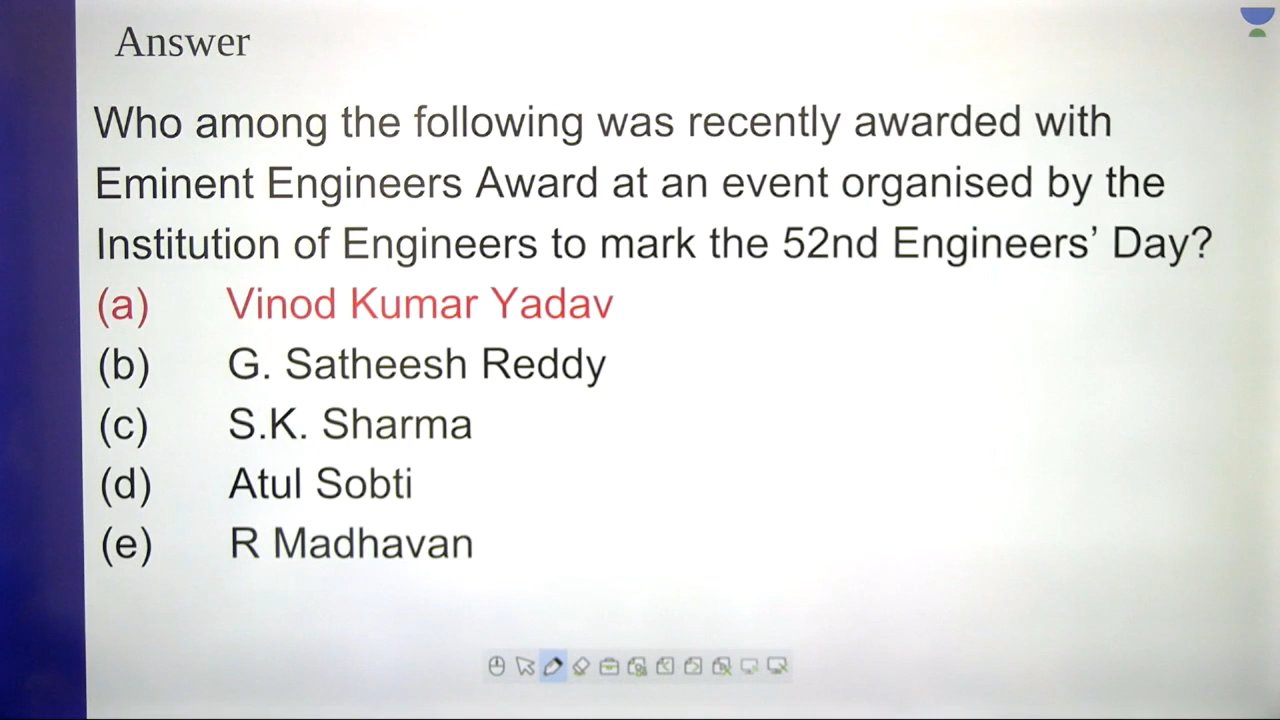 Answer
Who among the following was recently awarded with
Eminent Engineers Award at an event organised by the
Institution of Engineers to mark the 52nd Engineers’ Day?
(a) Vinod Kumar Yadav
(b) G. Satheesh Reddy
(c) S.K. Sharma
(d) Atul Sobti
(e) R Madhavan